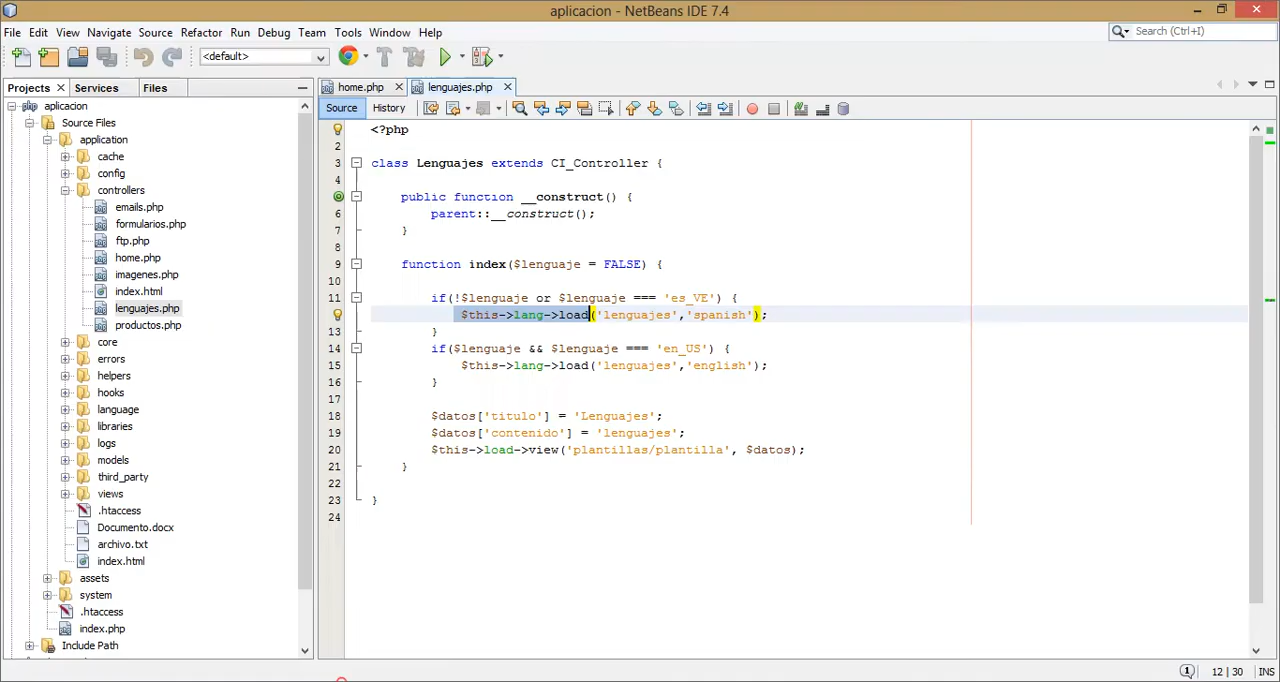 aplicacion - NetBeans IDE 7.4
File Edit View Navigate Source Refactor Run Debug Team Tools Window Help
Search (Ctrl+I)
<default>
Projects Services Files
home.php lenguajes.php
Source History
aplicacion
Source Files
application
cache
config
controllers
emails.php
formularios.php
ftp.php
home.php
imagenes.php
index.html
lenguajes.php
productos.php
core
errors
helpers
hooks
language
libraries
logs
models
third_party
views
.htaccess
Documento.docx
archivo.txt
index.html
assets
system
.htaccess
index.php
Include Path
<?php
2
3 class Lenguajes extends CI_Controller {
4
public function __construct() {
6 parent::__construct();
7 }
8
9 function index($lenguaje = FALSE) {
10
11 if(!$lenguaje or $lenguaje === 'es_VE') {
$this->lang->load('lenguajes','spanish');
13 }
14 if($lenguaje && $lenguaje === 'en_US') {
15 $this->lang->load('lenguajes','english');
16 }
17
18 $datos['titulo'] = 'Lenguajes';
19 $datos['contenido'] = 'lenguajes';
20 $this->load->view('plantillas/plantilla', $datos);
21 }
22
23 }
24
1 12 | 30 INS